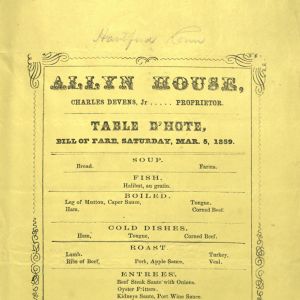 Hartford Conn
ALLYN HOUSE,
CHARLES DEVENS, Jr ..... PROPRIETOR.
TABLE D'HOTE,
BILL OF FARE, SATURDAY, MAR. 5, 1859.
SOUP.
Bread. Farina.
FISH.
Halibut, au gratin.
BOILED.
Leg of Mutton, Caper Sauce, Tongue.
Ham. Corned Beef.
COLD DISHES.
Ham, Tongue, Corned Beef.
ROAST
Lamb. Turkey.
Ribs of Beef, Pork, Apple Sauce, Veal.
ENTREES.
Beef Steak Saute with Onions.
Oyster Fritters.
Kidneys Saute, Port Wine Sauce.